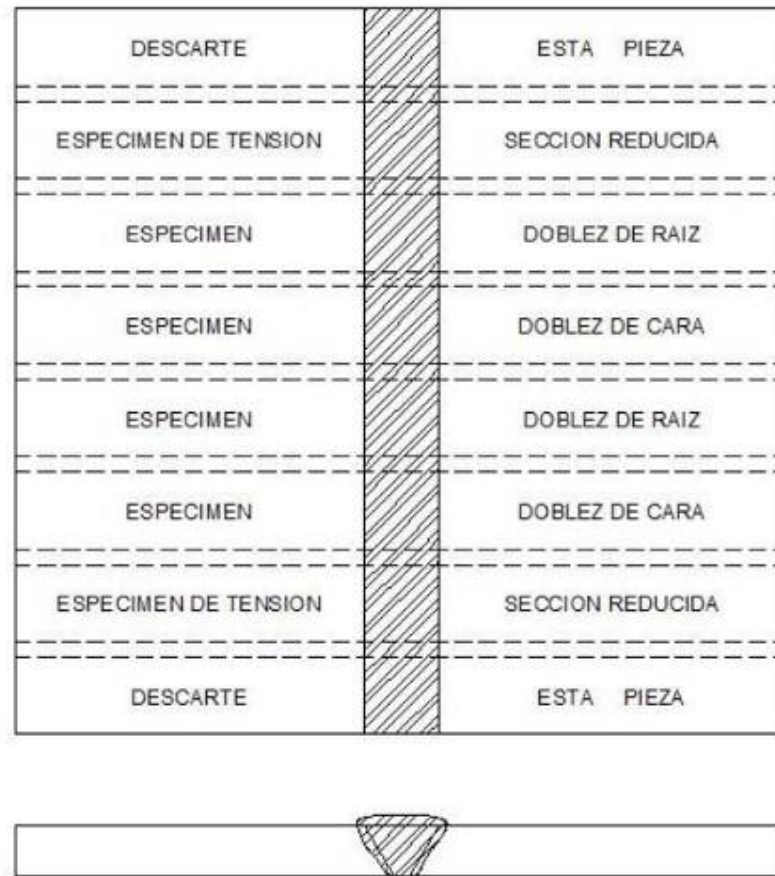 DESCARTE ESTA PIEZA
ESPECIMEN DE TENSION SECCION REDUCIDA
ESPECIMEN DOBLEZ DE RAIZ
ESPECIMEN DOBLEZ DE CARA
ESPECIMEN DOBLEZ DE RAIZ
ESPECIMEN DOBLEZ DE CARA
ESPECIMEN DE TENSION SECCION REDUCIDA
DESCARTE ESTA PIEZA